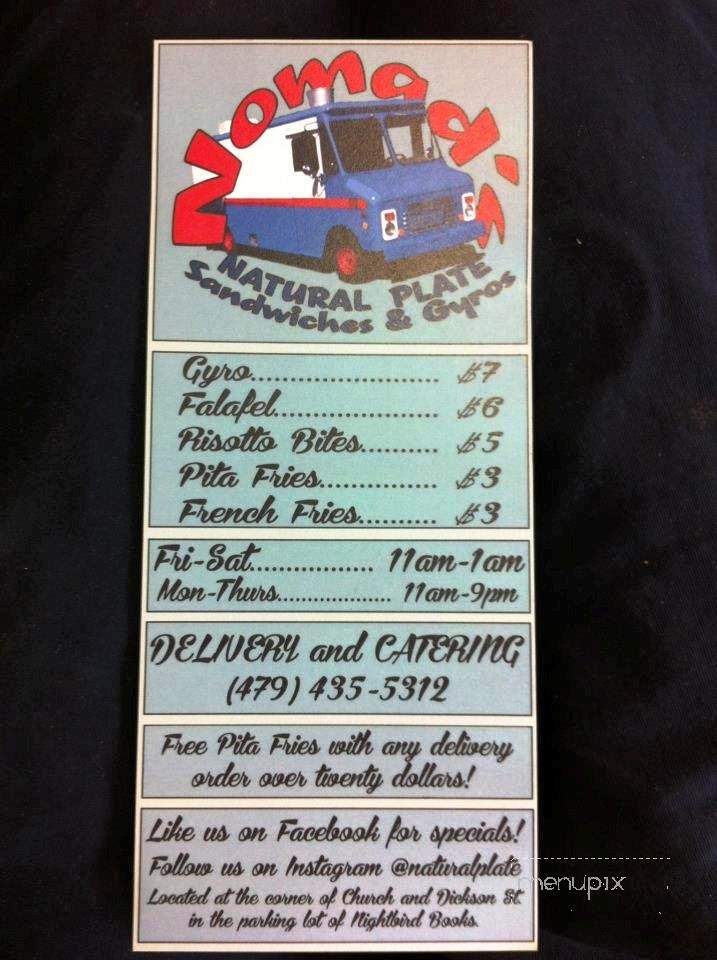 Nomad's
NATURAL PLATE
Sandwiches & Gyros
Gyro........................... $7
Falafel........................ $6
Risotto Bites........... $5
Pita Fries................. $3
French Fries........... $3
Fri-Sat.................. 11am-1am
Mon-Thurs.................... 11am-9pm
DELIVERY and CATERING
(479) 435-5312
Free Pita Fries with any delivery
order over twenty dollars!
Like us on Facebook for specials!
Follow us on Instagram @naturalplate
Located at the corner of Church and Dickson St.
in the parking lot of Nightbird Books.
menupix